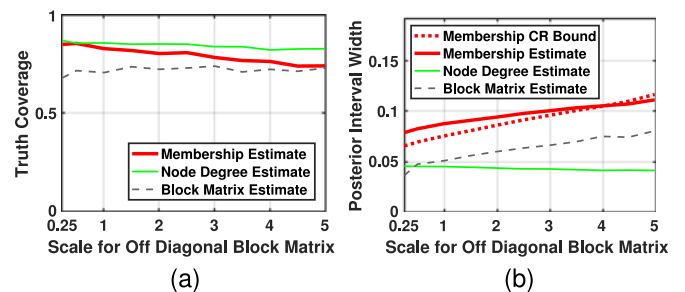 Truth Coverage
1
0.5
0
Membership Estimate
Node Degree Estimate
Block Matrix Estimate
0.25 1 2 3 4 5
Scale for Off Diagonal Block Matrix
(a)
Posterior Interval Width
0.15
0.1
0.05
0
Membership CR Bound
Membership Estimate
Node Degree Estimate
Block Matrix Estimate
0.25 1 2 3 4 5
Scale for Off Diagonal Block Matrix
(b)